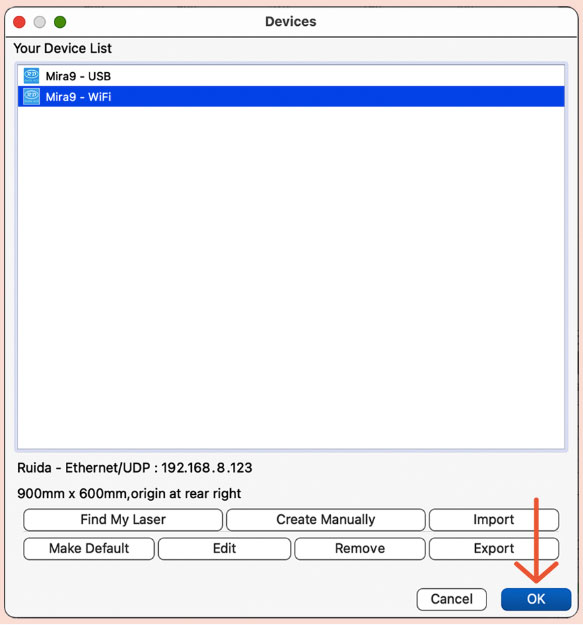 Devices
Your Device List
Mira9 - USB
Mira9 - WiFi
Ruida - Ethernet/UDP : 192.168.8.123
900mm x 600mm,origin at rear right
Find My Laser Create Manually Import
Make Default Edit Remove Export
Cancel OK